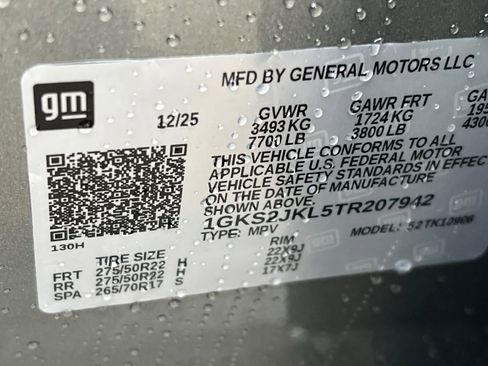 MFD BY GENERAL MOTORS LLC
gm
12/25 GVWR GAWR FRT
3493 KG 1724 KG
7700 LB 3800 LB
THIS VEHICLE CONFORMS TO ALL
APPLICABLE U.S. FEDERAL MOTOR
VEHICLE SAFETY STANDARDS IN EFFECT
ON THE DATE OF MANUFACTURE
1GKS2JKL5TR207942
TYPE: MPV MODEL: 52TK10906
130H
TIRE SIZE RIM
FRT 275/50R22 H 22X9J
RR 275/50R22 H 22X9J
SPA 265/70R17 S 17X7J